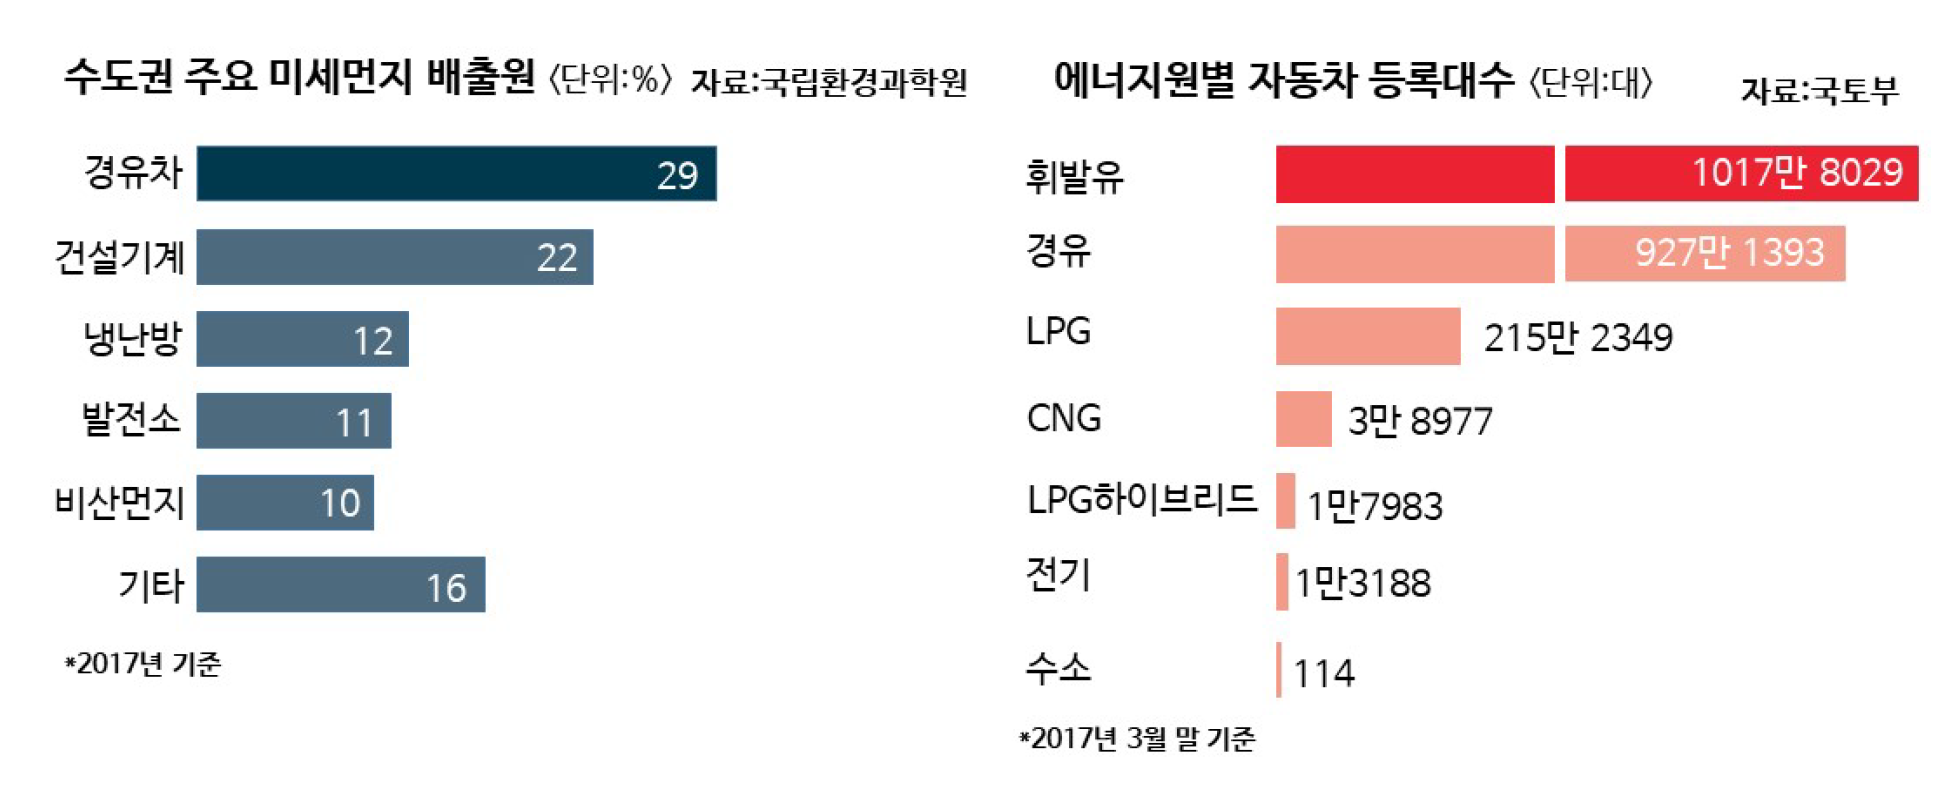 수도권 주요 미세먼지 배출원 〈단위:%〉 자료:국립환경과학원
경유차 29
건설기계 22
냉난방 12
발전소 11
비산먼지 10
기타 16
*2017년 기준
에너지원별 자동차 등록대수 〈단위:대〉 자료:국토부
휘발유 1017만 8029
경유 927만 1393
LPG 215만 2349
CNG 3만 8977
LPG하이브리드 1만7983
전기 1만3188
수소 114
*2017년 3월 말 기준